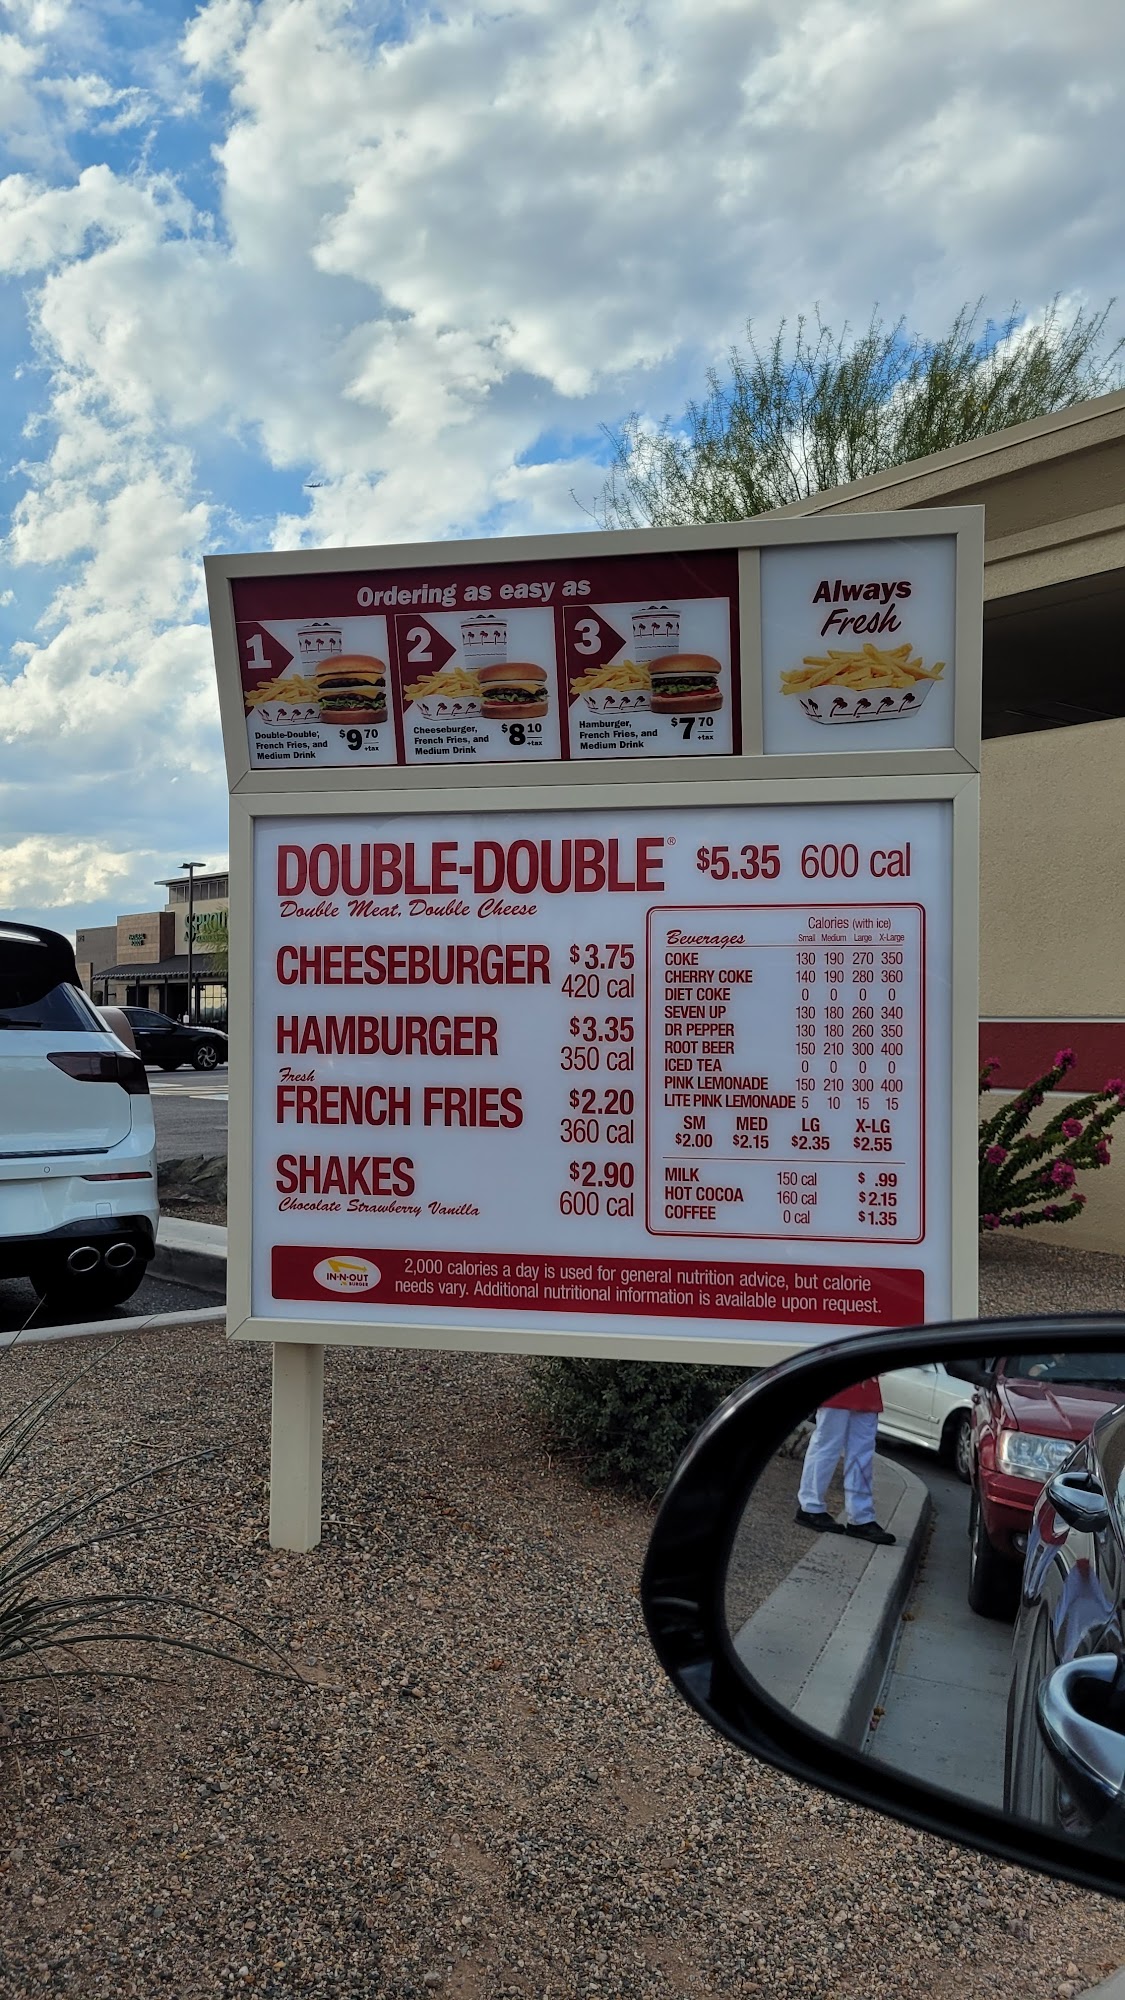 Ordering as easy as
1
Double-Double,
French Fries, and
Medium Drink
$9 70
+tax
2
Cheeseburger,
French Fries, and
Medium Drink
$8 10
+tax
3
Hamburger,
French Fries, and
Medium Drink
$7 70
+tax
Always
Fresh
DOUBLE-DOUBLE® $5.35 600 cal
Double Meat, Double Cheese
CHEESEBURGER $3.75
420 cal
HAMBURGER $3.35
350 cal
Fresh
FRENCH FRIES $2.20
360 cal
SHAKES $2.90
Chocolate Strawberry Vanilla 600 cal
Calories (with ice)
Beverages Small Medium Large X-Large
COKE 130 190 270 350
CHERRY COKE 140 190 280 360
DIET COKE 0 0 0 0
SEVEN UP 130 180 260 340
DR PEPPER 130 180 260 350
ROOT BEER 150 210 300 400
ICED TEA 0 0 0 0
PINK LEMONADE 150 210 300 400
LITE PINK LEMONADE 5 10 15 15
SM MED LG X-LG
$2.00 $2.15 $2.35 $2.55
MILK 150 cal $ .99
HOT COCOA 160 cal $2.15
COFFEE 0 cal $1.35
IN-N-OUT
BURGER
2,000 calories a day is used for general nutrition advice, but calorie
needs vary. Additional nutritional information is available upon request.